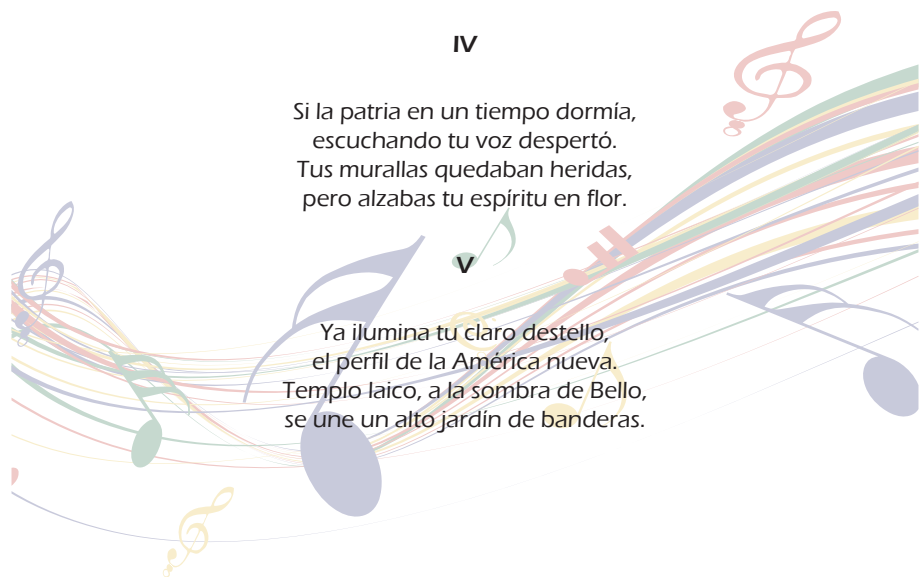 IV
Si la patria en un tiempo dormía,
escuchando tu voz despertó.
Tus murallas quedaban heridas,
pero alzabas tu espíritu en flor.
V
Ya ilumina tu claro destello,
el perfil de la América nueva.
Templo laico, a la sombra de Bello,
se une un alto jardín de banderas.